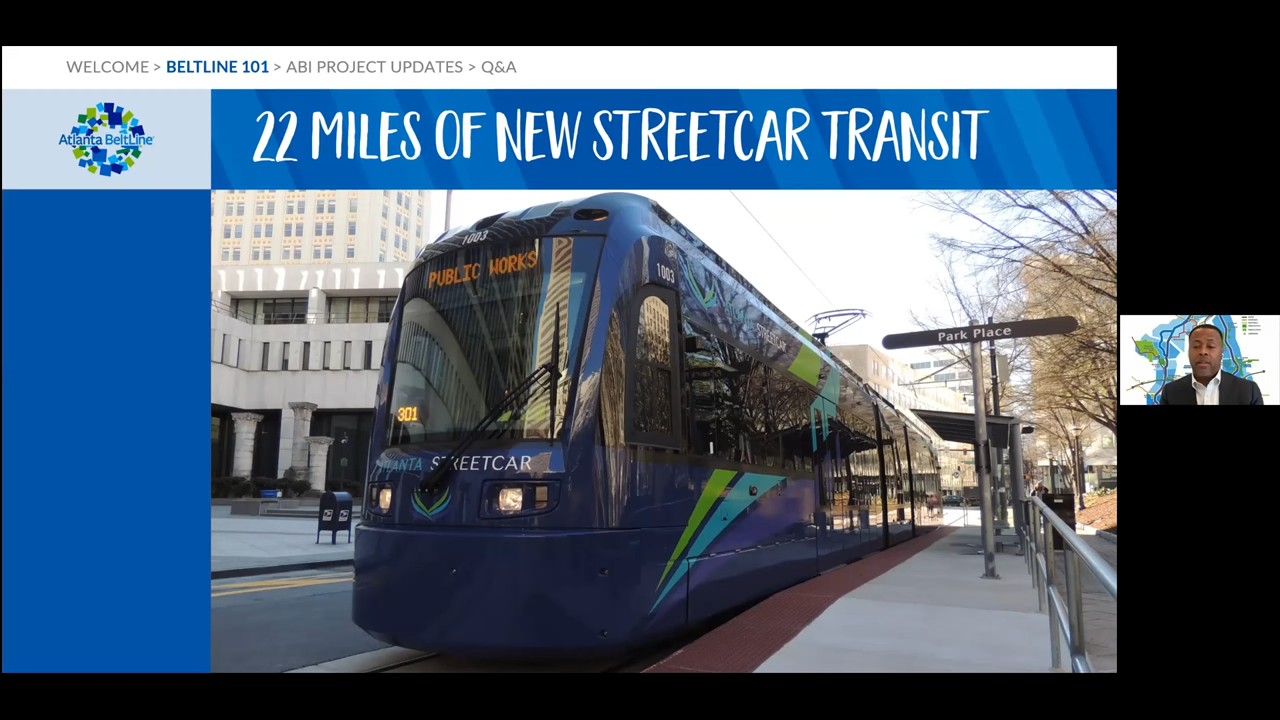 WELCOME > BELTLINE 101 > ABI PROJECT UPDATES > Q&A
Atlanta BeltLine
22 MILES OF NEW STREETCAR TRANSIT
1003
PUBLIC WORKS
1003
STREETCAR
Park Place
301
ATLANTA STREETCAR